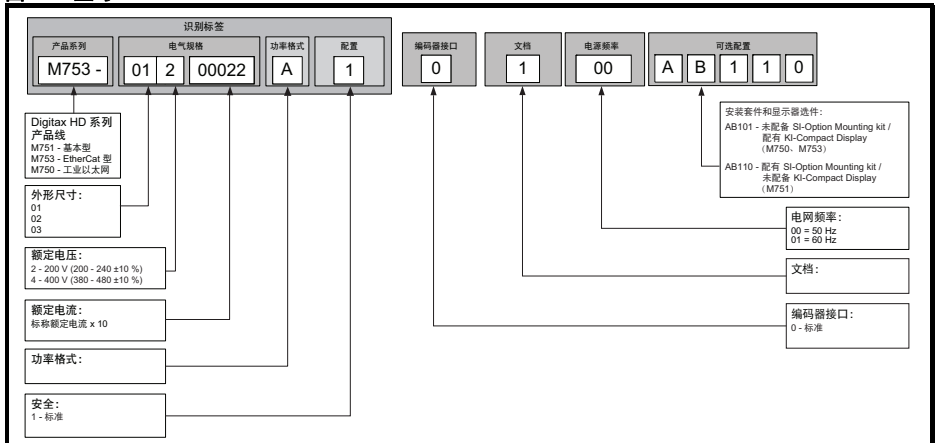 识别标签
产品系列
电气规格
功率格式
配置
编码器接口
文档
电源频率
可选配置
M753 -
01
2
00022
A
1
0
1
00
A
B
1
1
0
Digitax HD 系列
产品线
M751 - 基本型
M753 - EtherCat 型
M750 - 工业以太网
外形尺寸:
01
02
03
额定电压:
2 - 200 V (200 - 240 ±10 %)
4 - 400 V (380 - 480 ±10 %)
额定电流:
标称额定电流 x 10
功率格式:
安全:
1 - 标准
安装套件和显示器选件:
AB101 - 未配备 SI-Option Mounting kit /
配有 KI-Compact Display
(M750、M753)
AB110 - 配有 SI-Option Mounting kit /
未配备 KI-Compact Display
(M751)
电网频率:
00 = 50 Hz
01 = 60 Hz
文档:
编码器接口:
0 - 标准